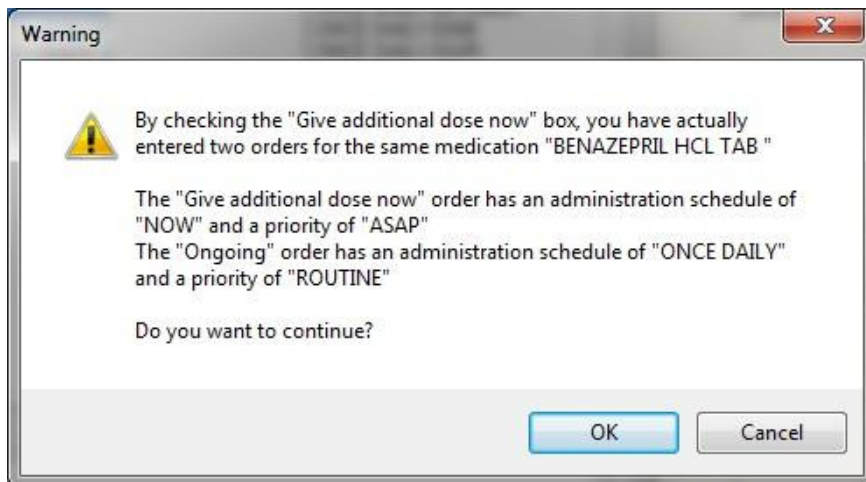 Warning
By checking the "Give additional dose now" box, you have actually
entered two orders for the same medication "BENAZEPRIL HCL TAB "
The "Give additional dose now" order has an administration schedule of
"NOW" and a priority of "ASAP"
The "Ongoing" order has an administration schedule of "ONCE DAILY"
and a priority of "ROUTINE"
Do you want to continue?
OK
Cancel